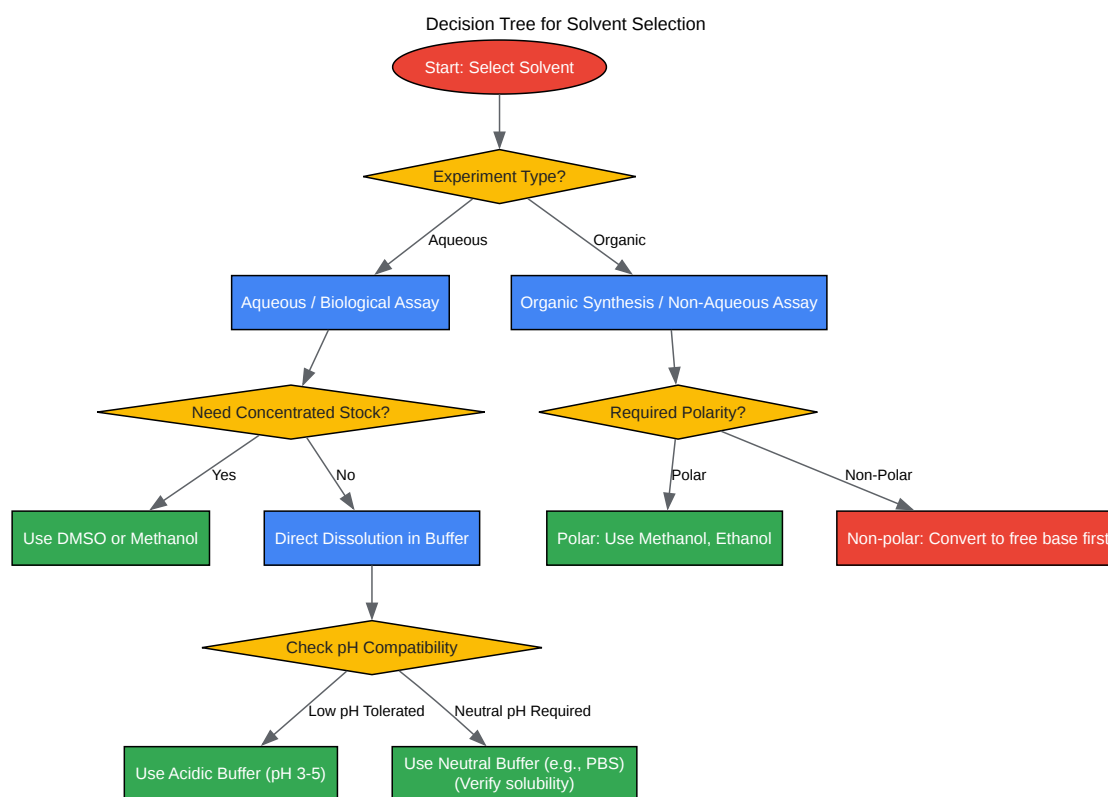 Decision Tree for Solvent Selection
Start: Select Solvent
Experiment Type?
Aqueous
Organic
Aqueous / Biological Assay
Organic Synthesis / Non-Aqueous Assay
Need Concentrated Stock?
Required Polarity?
Yes
No
Polar
Non-Polar
Use DMSO or Methanol
Direct Dissolution in Buffer
Polar: Use Methanol, Ethanol
Non-polar: Convert to free base first
Check pH Compatibility
Low pH Tolerated
Neutral pH Required
Use Acidic Buffer (pH 3-5)
Use Neutral Buffer (e.g., PBS)
(Verify solubility)